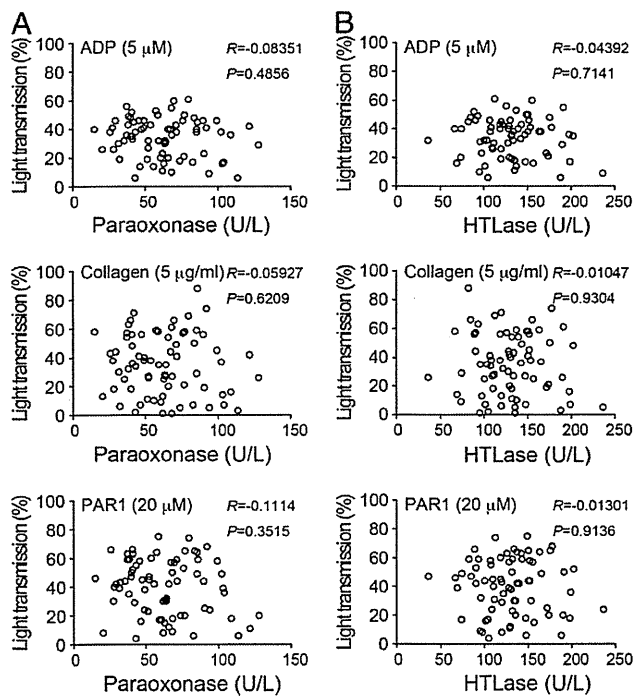 A
ADP (5 µM)
R=-0.08351
P=0.4856
Light transmission (%)
100
80
60
40
20
0
0 50 100 150
Paraoxonase (U/L)
Collagen (5 µg/ml)
R=-0.05927
P=0.6209
Light transmission (%)
100
80
60
40
20
0
0 50 100 150
Paraoxonase (U/L)
PAR1 (20 µM)
R=-0.1114
P=0.3515
Light transmission (%)
100
80
60
40
20
0
0 50 100 150
Paraoxonase (U/L)
B
ADP (5 µM)
R=-0.04392
P=0.7141
Light transmission (%)
100
80
60
40
20
0
0 50 100 150 200 250
HTLase (U/L)
Collagen (5 µg/ml)
R=-0.01047
P=0.9304
Light transmission (%)
100
80
60
40
20
0
0 50 100 150 200 250
HTLase (U/L)
PAR1 (20 µM)
R=-0.01301
P=0.9136
Light transmission (%)
100
80
60
40
20
0
0 50 100 150 200 250
HTLase (U/L)